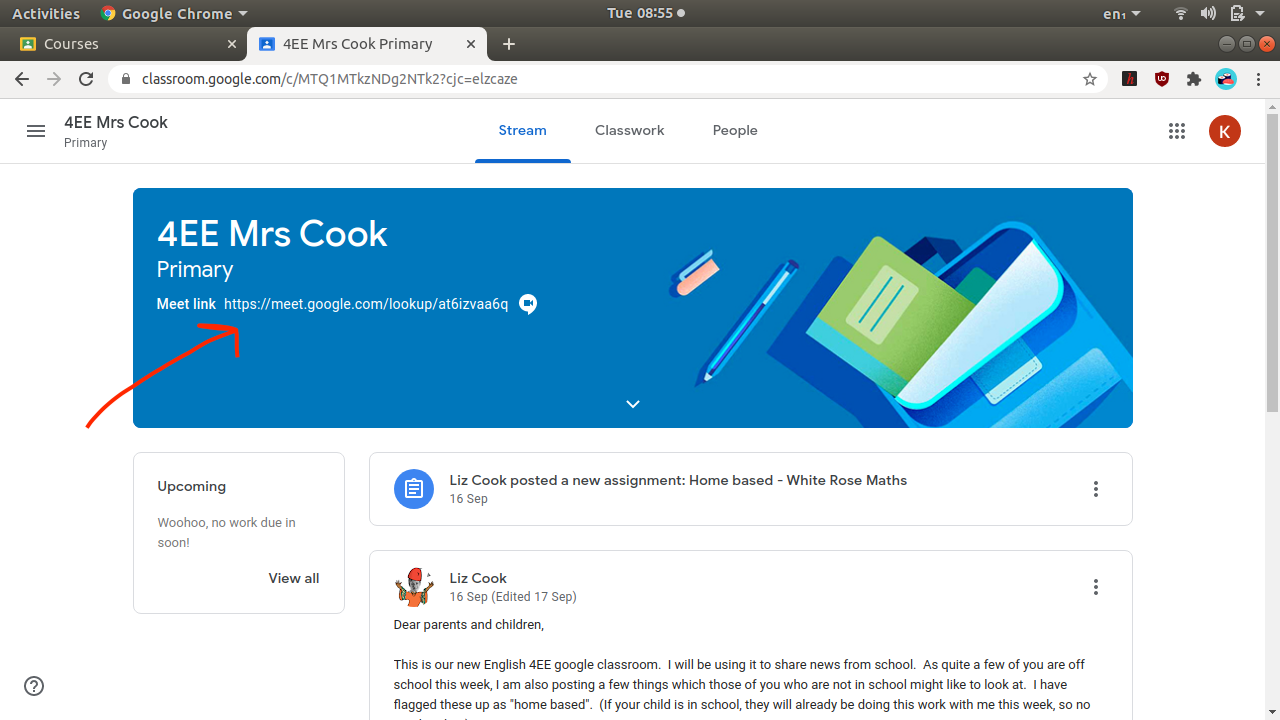 Activities Google Chrome Tue 08:55 en₁
Courses 4EE Mrs Cook Primary
classroom.google.com/c/MTQ1MTkzNDg2NTk2?cjc=elzcaze
4EE Mrs Cook
Primary
Stream Classwork People
K
4EE Mrs Cook
Primary
Meet link https://meet.google.com/lookup/at6izvaa6q
Upcoming
Woohoo, no work due in
soon!
View all
Liz Cook posted a new assignment: Home based - White Rose Maths
16 Sep
Liz Cook
16 Sep (Edited 17 Sep)
Dear parents and children,
This is our new English 4EE google classroom. I will be using it to share news from school. As quite a few of you are off
school this week, I am also posting a few things which those of you who are not in school might like to look at. I have
flagged these up as "home based". (If your child is in school, they will already be doing this work with me this week, so no